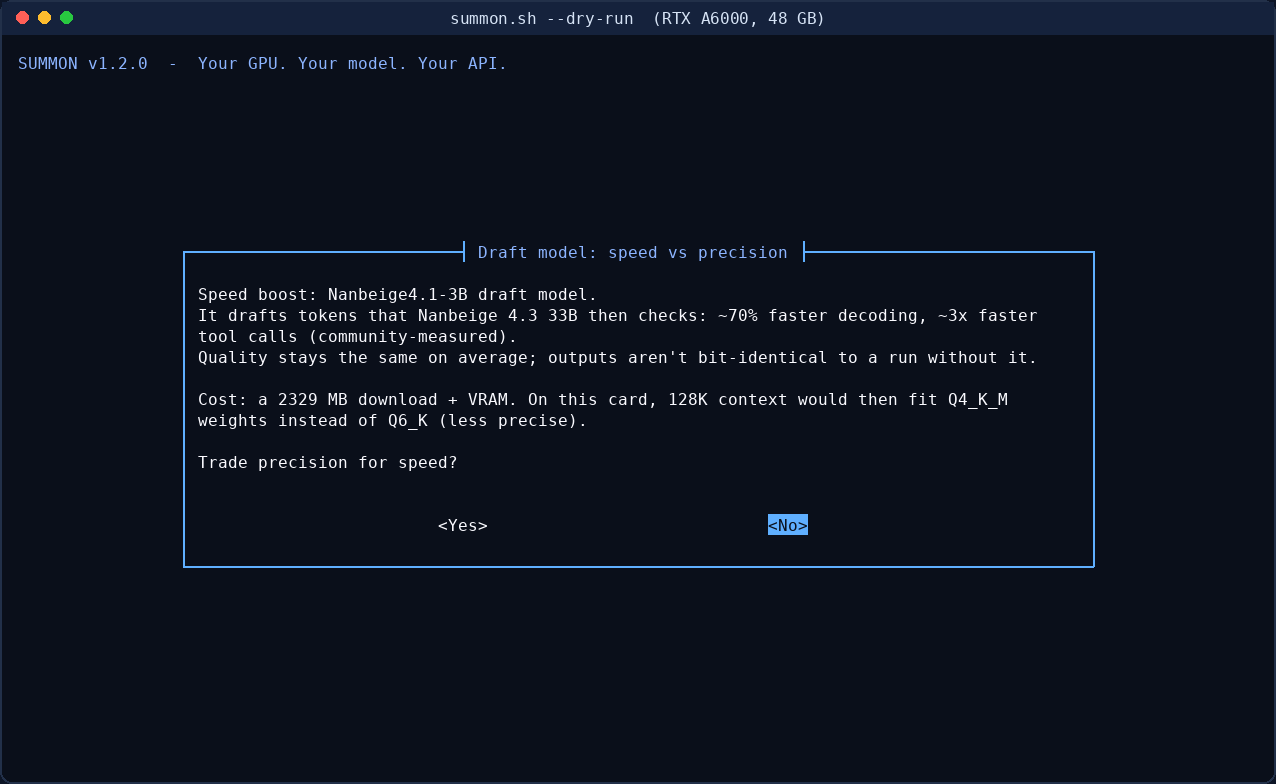 summon.sh --dry-run  (RTX A6000, 48 GB)
SUMMON v1.2.0  -  Your GPU. Your model. Your API.
Draft model: speed vs precision
Speed boost: Nanbeige4.1-3B draft model.
It drafts tokens that Nanbeige 4.3 33B then checks: ~70% faster decoding, ~3x faster
tool calls (community-measured).
Quality stays the same on average; outputs aren't bit-identical to a run without it.
Cost: a 2329 MB download + VRAM. On this card, 128K context would then fit Q4_K_M
weights instead of Q6_K (less precise).
Trade precision for speed?
<Yes> <No>